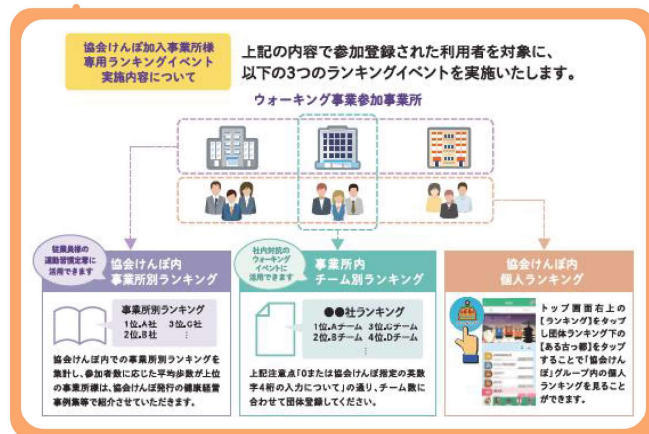 協会けんぽ加入事業所様
専用ランキングイベント
実施内容について
上記の内容で参加登録された利用者を対象に、
以下の3つのランキングイベントを実施いたします。
ウォーキング事業参加事業所
従業員様の
運動習慣定着に
活用できます
協会けんぽ内
事業所別ランキング
事業所別ランキング
1位.A社 3位.C社
2位.B社 ⋮
協会けんぽ内での事業所別ランキングを
集計し、参加者数に応じた平均歩数が上位
の事業所様は、協会けんぽ発行の健康経営
事例集等で紹介させていただきます。
社内対抗の
ウォーキング
イベントに
活用できます
事業所内
チーム別ランキング
●●社ランキング
1位.Aチーム 3位.Cチーム
2位.Bチーム 4位.Dチーム
⋮
上記注意点「0または協会けんぽ指定の英数
字4桁の入力について」の通り、チーム数に
合わせて団体登録してください。
協会けんぽ内
個人ランキング
トップ画面右上の
【ランキング】をタップ
し団体ランキング下の
【ある古っ都】をタップ
することで「協会けん
ぽ」グループ内の個人
ランキングを見ること
ができます。